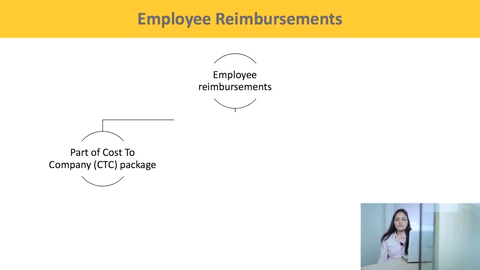 Employee Reimbursements
Employee
reimbursements
Part of Cost To
Company (CTC) package